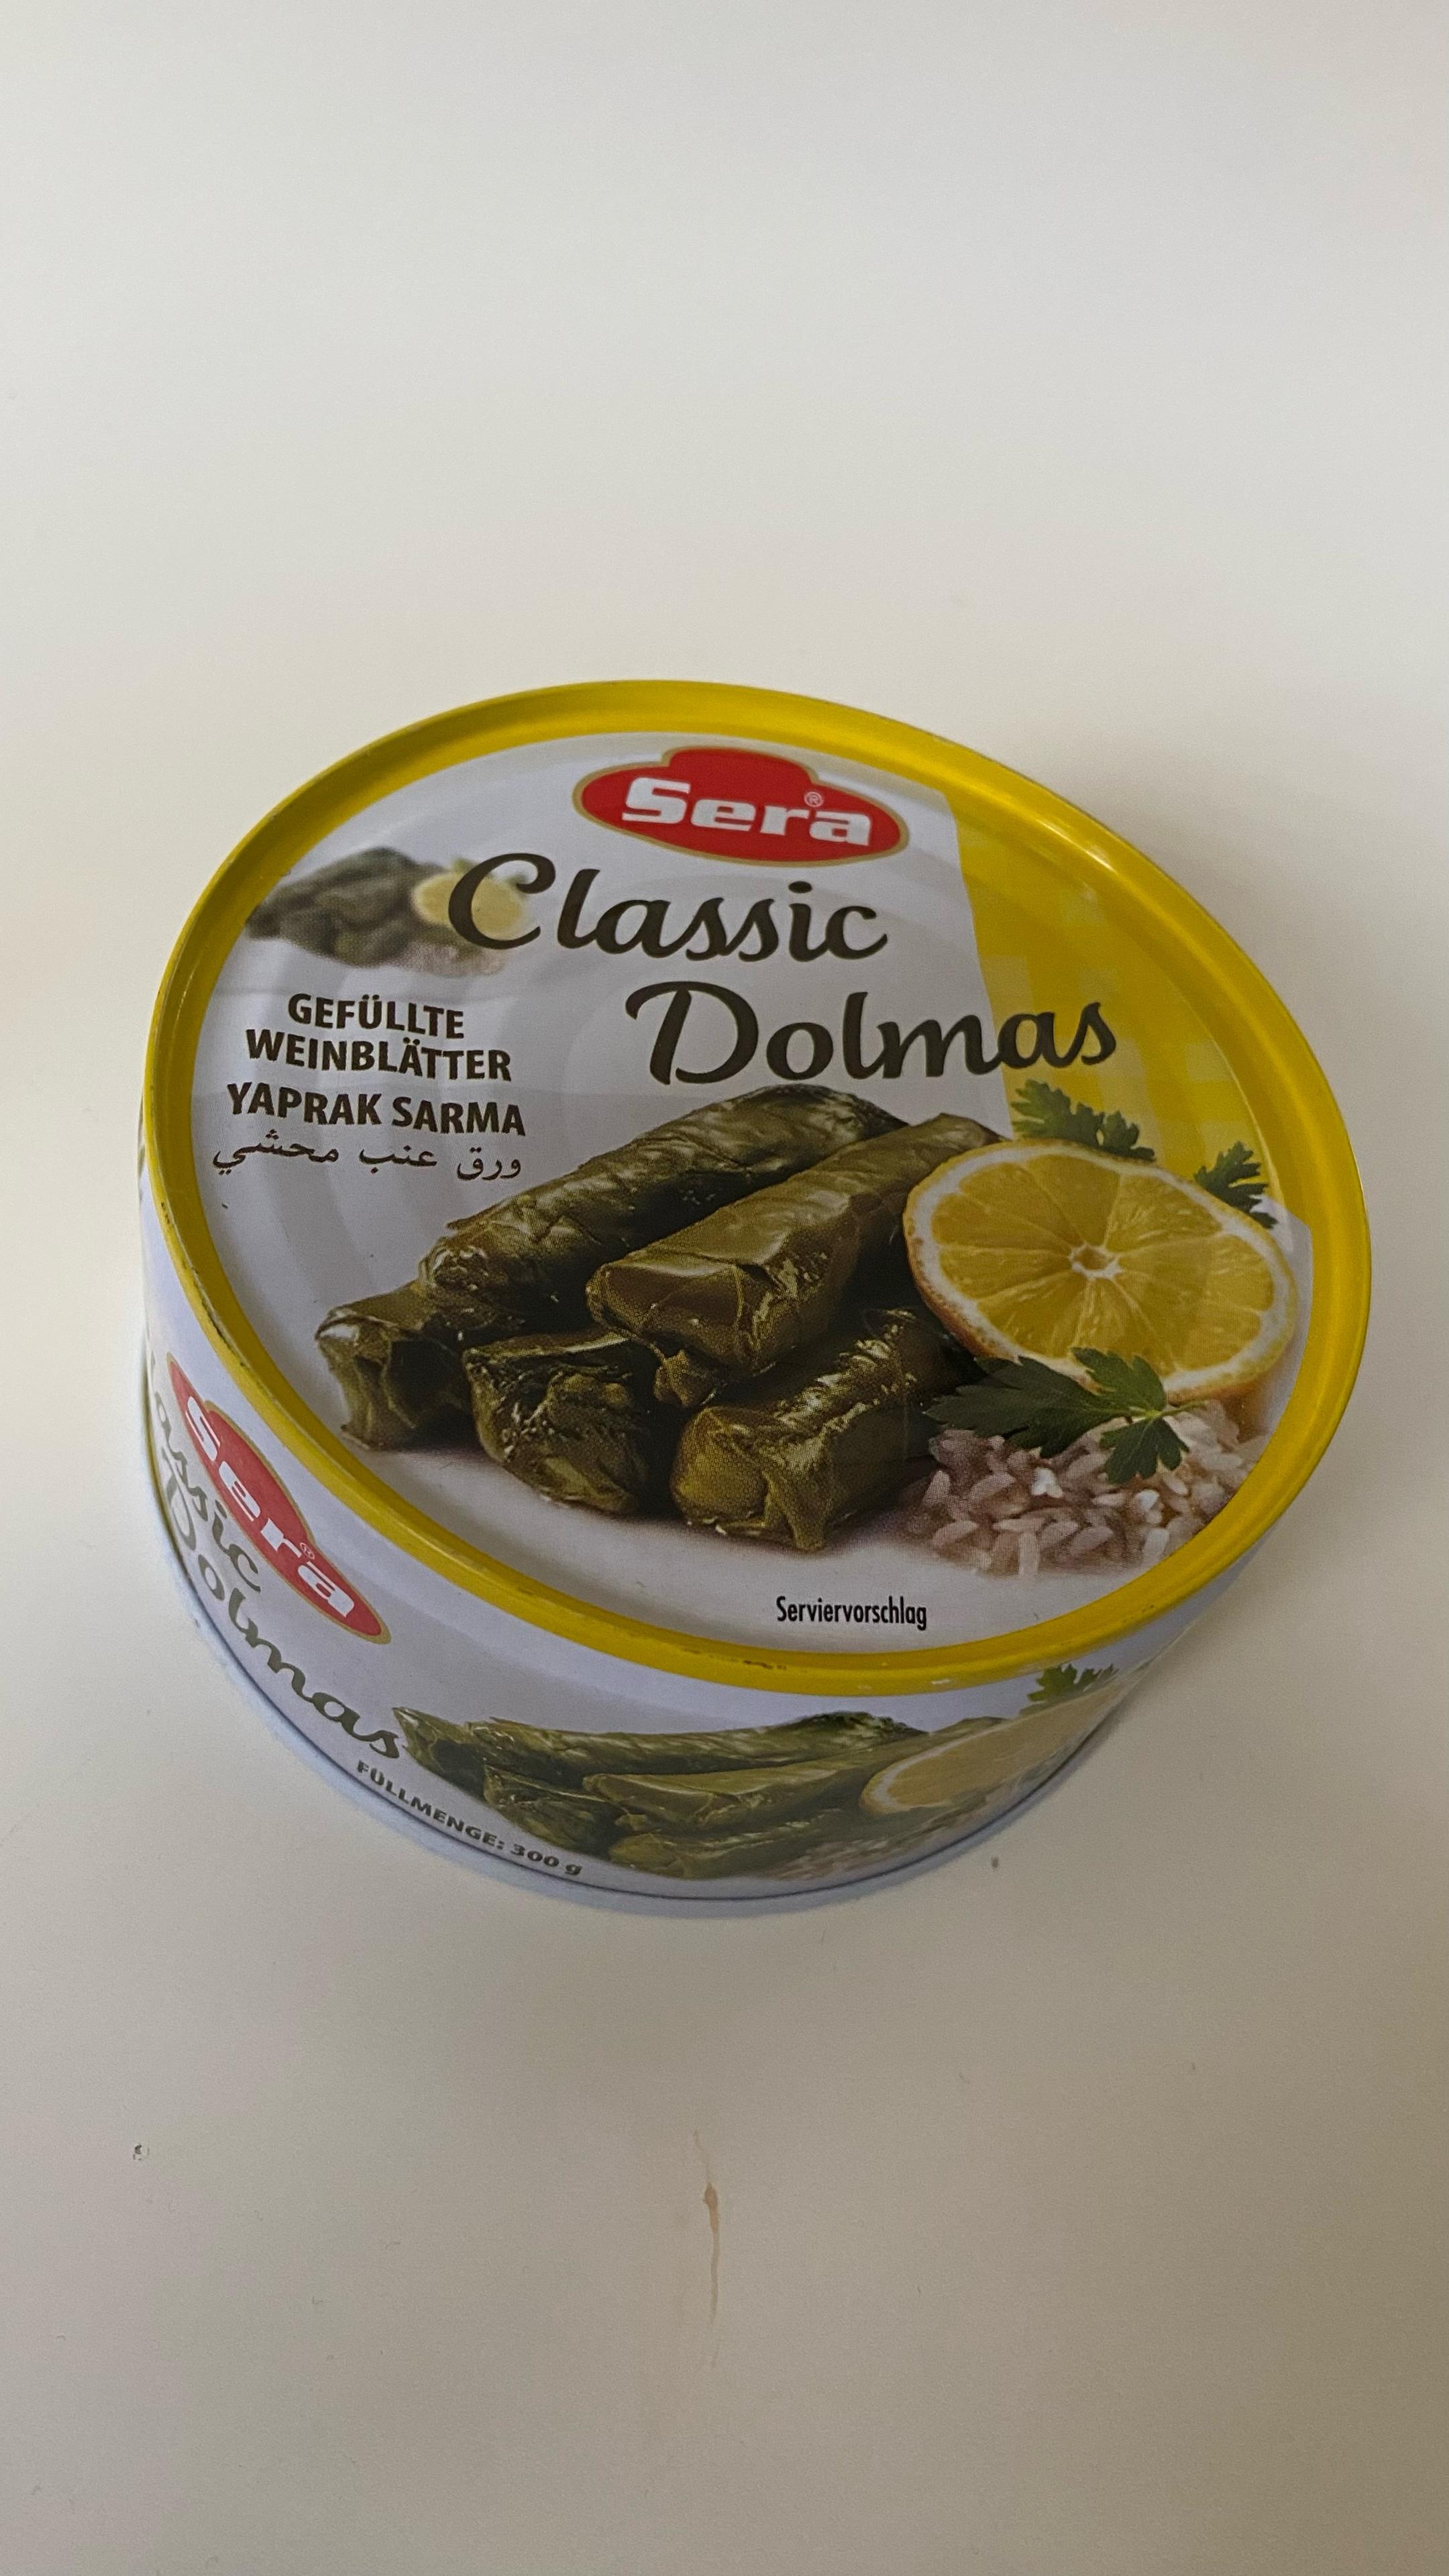 Sera®
Classic
Dolmas
GEFÜLLTE
WEINBLÄTTER
YAPRAK SARMA
ورق عنب محشي
Serviervorschlag
Sera®
Dolmas
FÜLLMENGE: 300 g